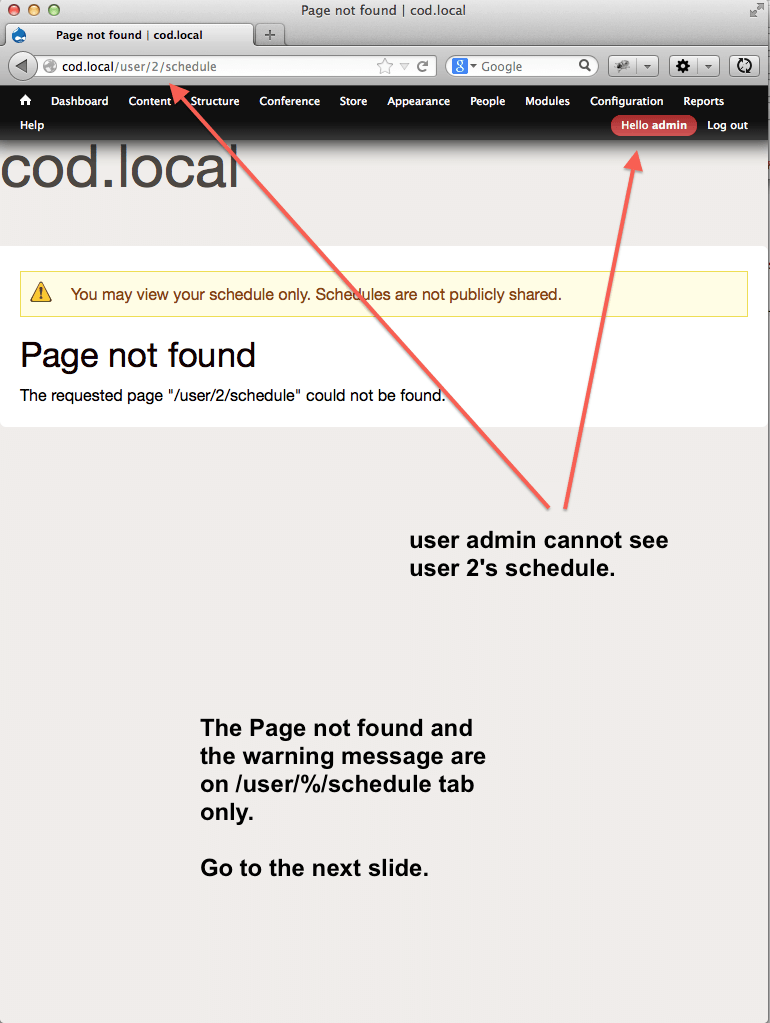 Page not found | cod.local
Page not found | cod.local
cod.local/user/2/schedule
Google
Dashboard Content Structure Conference Store Appearance People Modules Configuration Reports
Help Hello admin Log out
cod.local
You may view your schedule only. Schedules are not publicly shared.
Page not found
The requested page "/user/2/schedule" could not be found.
user admin cannot see
user 2's schedule.
The Page not found and
the warning message are
on /user/%/schedule tab
only.
Go to the next slide.